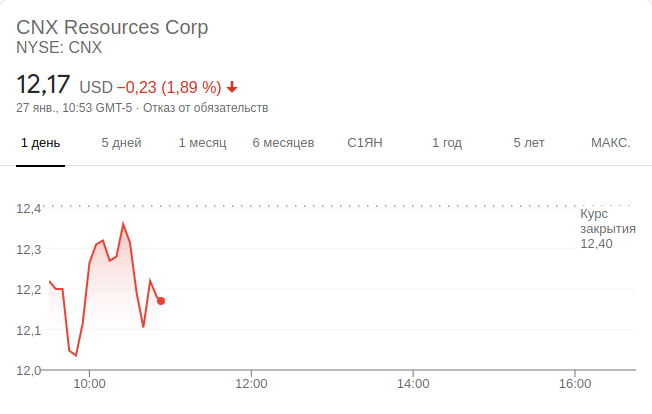 CNX Resources Corp
NYSE: CNX
12,17 USD −0,23 (1,89 %)
27 янв., 10:53 GMT-5 · Отказ от обязательств
1 день 5 дней 1 месяц 6 месяцев С1ЯН 1 год 5 лет МАКС.
12,4
Курс
закрытия
12,40
12,3
12,2
12,1
12,0
10:00 12:00 14:00 16:00